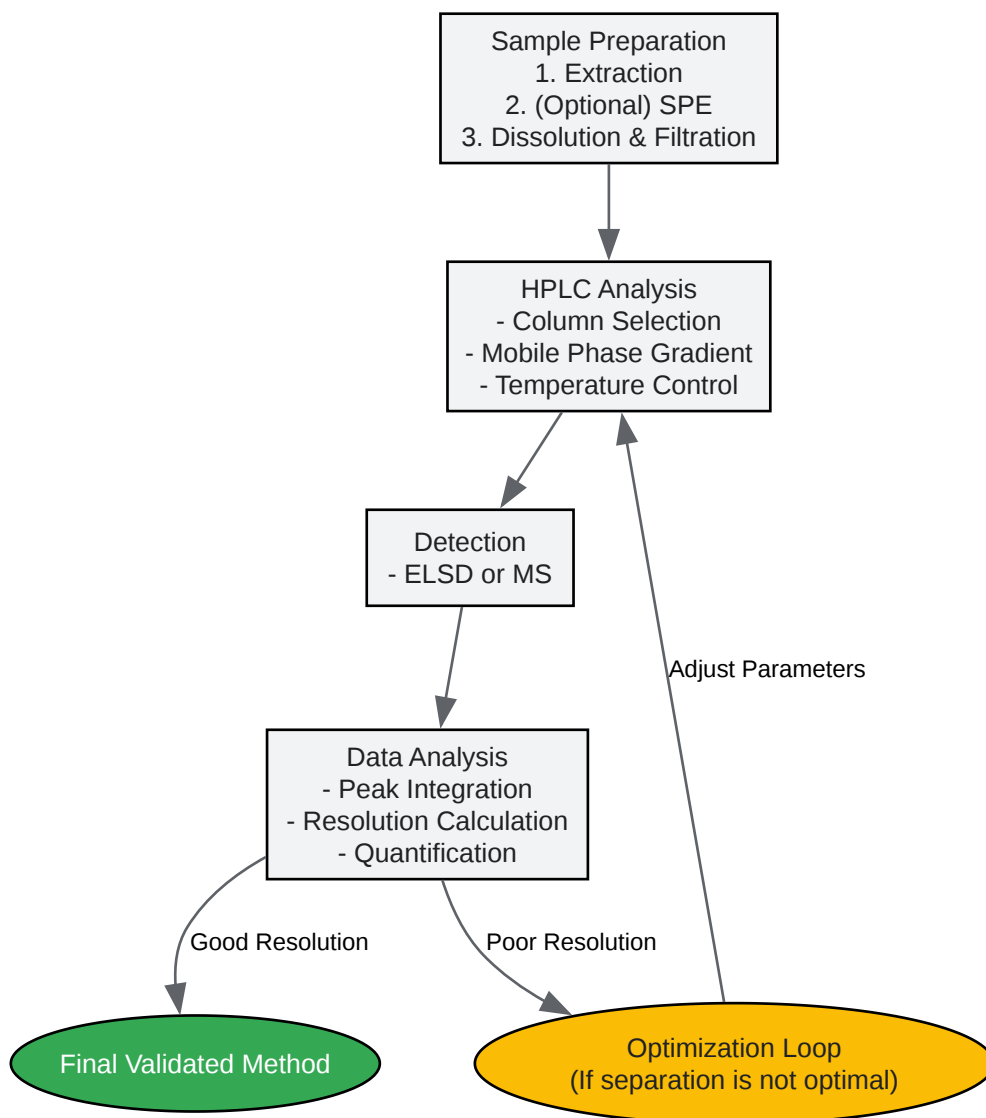 Sample Preparation
1. Extraction
2. (Optional) SPE
3. Dissolution & Filtration
HPLC Analysis
- Column Selection
- Mobile Phase Gradient
- Temperature Control
Detection
- ELSD or MS
Adjust Parameters
Data Analysis
- Peak Integration
- Resolution Calculation
- Quantification
Good Resolution
Poor Resolution
Final Validated Method
Optimization Loop
(If separation is not optimal)